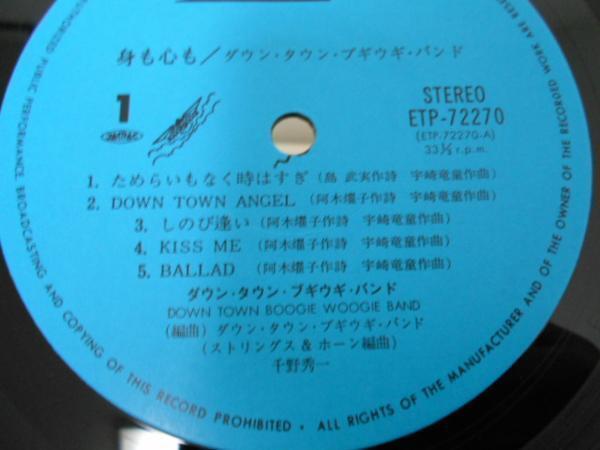 身も心も/ダウン・タウン・ブギウギ・バンド
1
STEREO
ETP-72270
(ETP-72270-A)
33⅓ r.p.m.
1. ためらいもなく時はすぎ (島 武実作詩 宇崎竜童作曲)
2. DOWN TOWN ANGEL (阿木燿子作詩 宇崎竜童作曲)
3. しのび逢い (阿木燿子作詩 宇崎竜童作曲)
4. KISS ME (阿木燿子作詩 宇崎竜童作曲)
5. BALLAD (阿木燿子作詩 宇崎竜童作曲)
ダウン・タウン・ブギウギ・バンド
DOWN TOWN BOOGIE WOOGIE BAND
(編曲) ダウン・タウン・ブギウギ・バンド
(ストリングス & ホーン編曲)
千野秀一
AUTHORIZED PUBLIC PERFORMANCE, BROADCASTING AND COPYING OF THIS RECORD PROHIBITED • ALL RIGHTS OF THE MANUFACTURER AND OF THE OWNER OF THE RECORDED WORK ARE